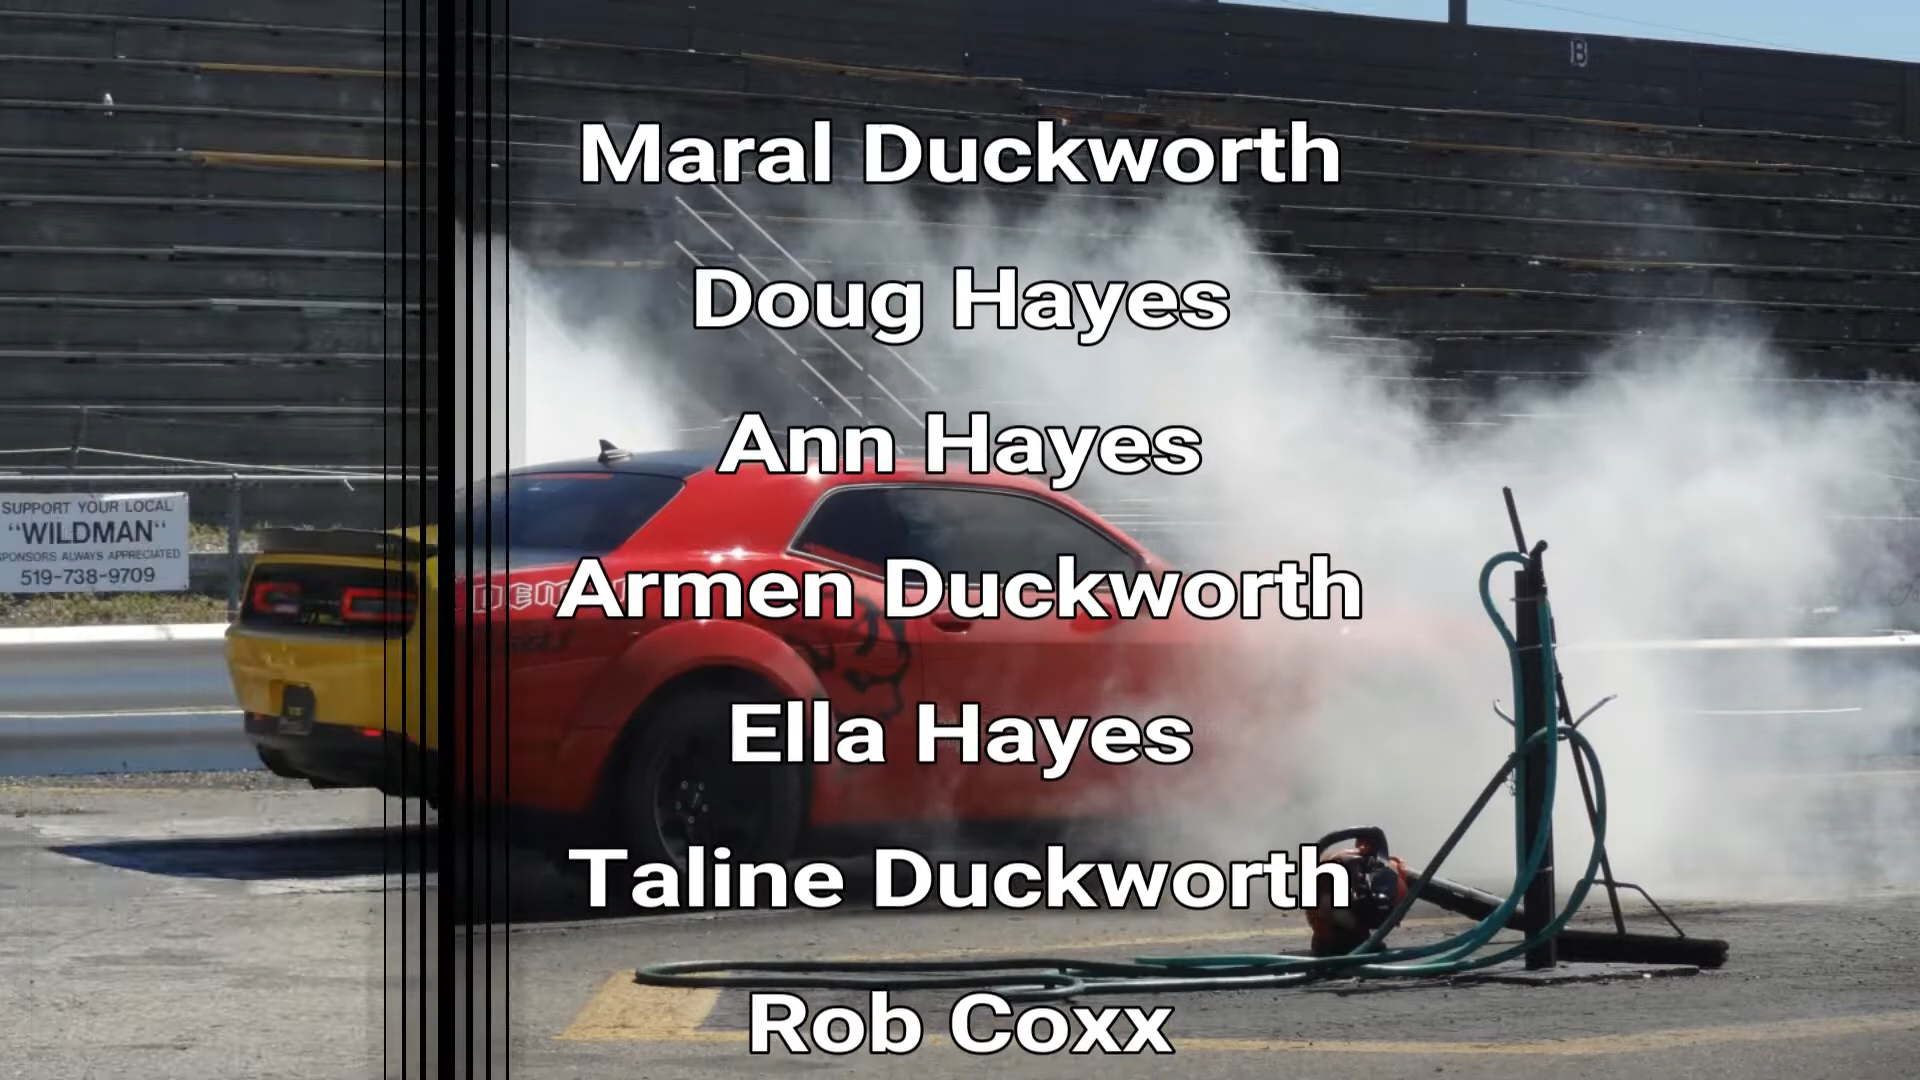 B
Maral Duckworth
Doug Hayes
Ann Hayes
SUPPORT YOUR LOCAL
"WILDMAN"
SPONSORS ALWAYS APPRECIATED
519-738-9709
Armen Duckworth
Ella Hayes
Taline Duckworth
Rob Coxx